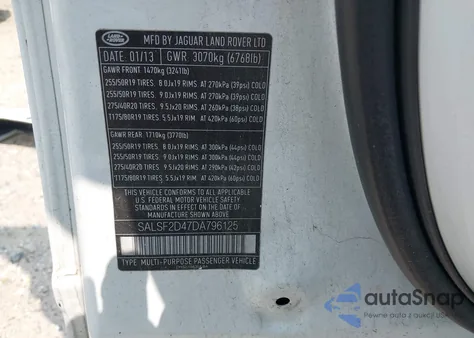 LAND ROVER
MFD BY JAGUAR LAND ROVER LTD
DATE 01/13 GWR 3070kg (6768lb)
GAWR FRONT 1470kg (3241lb)
255/50R19 TIRES 8.0Jx19 RIMS, AT 270kPa (39psi) COLD
255/50R19 TIRES 9.0Jx19 RIMS, AT 270kPa (39psi) COLD
275/40R20 TIRES 9.5Jx20 RIMS AT 260kPa (38psi) COLD
T175/80R19 TIRES 5.5Jx19 RIM AT 420kPa (60psi) COLD
GAWR REAR 1710kg (3770lb)
255/50R19 TIRES 8.0Jx19 RIMS AT 300kPa (44psi) COLD
255/50R19 TIRES 9.0Jx19 RIMS AT 300kPa (44psi) COLD
275/40R20 TIRES 9.5Jx20 RIMS AT 290kPa (42psi) COLD
T175/80R19 TIRES 5.5Jx19 RIM, AT 420kPa (60psi) COLD
THIS VEHICLE CONFORMS TO ALL APPLICABLE
U.S. FEDERAL MOTOR VEHICLE SAFETY
STANDARDS IN EFFECT ON THE DATE OF
MANUFACTURE SHOWN ABOVE
SALSF2D47DA796125
TYPE: MULTI-PURPOSE PASSENGER VEHICLE
autoSnap
Pewne auta z aukcji